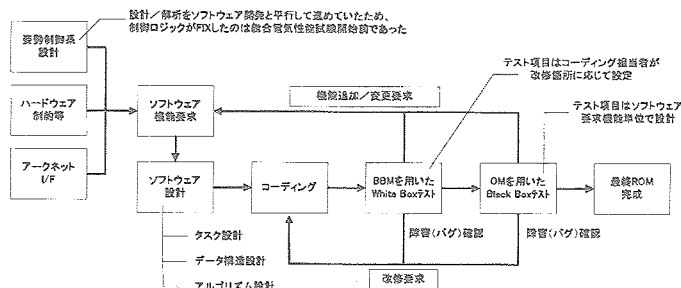 設計／解析をソフトウェア開発と平行して進めていたため、
制御ロジックがFIXしたのは総合電気性能試験開始前であった
姿勢制御系
設計
ハードウェア
制約等
アークネット
I/F
ソフトウェア
機能要求
機能追加／変更要求
テスト項目はコーディング担当者が
改修箇所に応じて設定
テスト項目はソフトウェア
要求機能単位で設計
ソフトウェア
設計
コーディング
BBMを用いた
White Boxテスト
OMを用いた
Black Boxテスト
最終ROM
完成
障害(バグ)確認
障害(バグ)確認
タスク設計
データ構造設計
アルゴリズム設計
改修要求